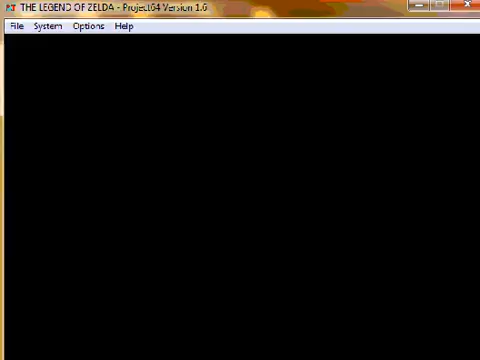 THE LEGEND OF ZELDA - Project64 Version 1.6
File System Options Help